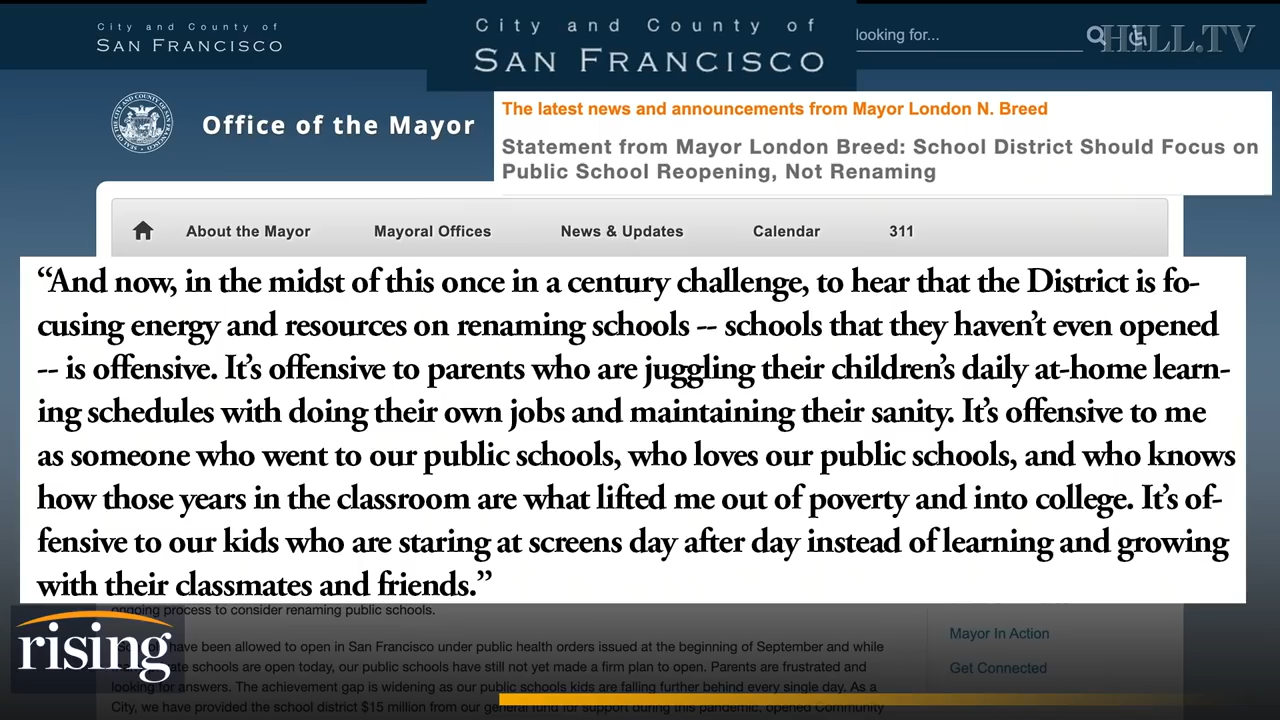 City and County of
SAN FRANCISCO
City and County of
SAN FRANCISCO
looking for...
HILL.TV
Office of the Mayor
The latest news and announcements from Mayor London N. Breed
Statement from Mayor London Breed: School District Should Focus on
Public School Reopening, Not Renaming
About the Mayor
Mayoral Offices
News & Updates
Calendar
311
“And now, in the midst of this once in a century challenge, to hear that the District is fo-
cusing energy and resources on renaming schools -- schools that they haven’t even opened
-- is offensive. It’s offensive to parents who are juggling their children’s daily at-home learn-
ing schedules with doing their own jobs and maintaining their sanity. It’s offensive to me
as someone who went to our public schools, who loves our public schools, and who knows
how those years in the classroom are what lifted me out of poverty and into college. It’s of-
fensive to our kids who are staring at screens day after day instead of learning and growing
with their classmates and friends.”
ongoing process to consider renaming public schools.
have been allowed to open in San Francisco under public health orders issued at the beginning of September and while
schools are open today, our public schools have still not yet made a firm plan to open. Parents are frustrated and
looking for answers. The achievement gap is widening as our public schools kids are falling further behind every single day. As a
City, we have provided the school district $15 million from our general fund for support during this pandemic, opened Community
Mayor In Action
Get Connected
rising